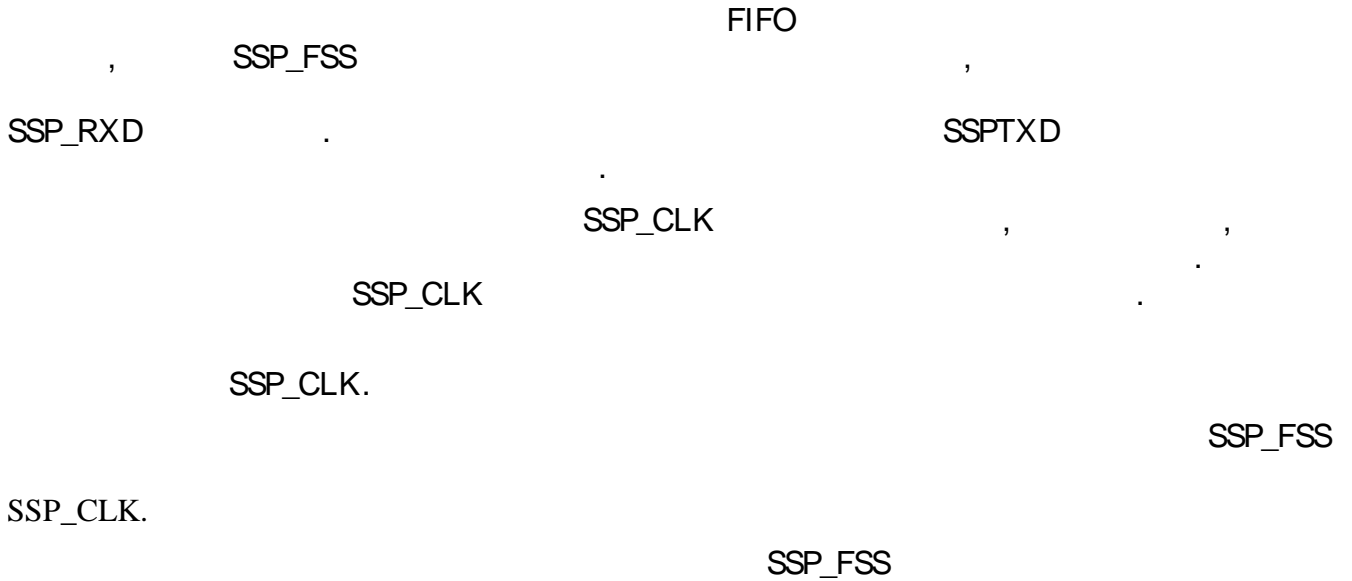 FIFO
, SSP_FSS ,
SSP_RXD . SSPTXD
.
SSP_CLK , ,
.
SSP_CLK .
SSP_CLK.
SSP_FSS
SSP_CLK.
SSP_FSS